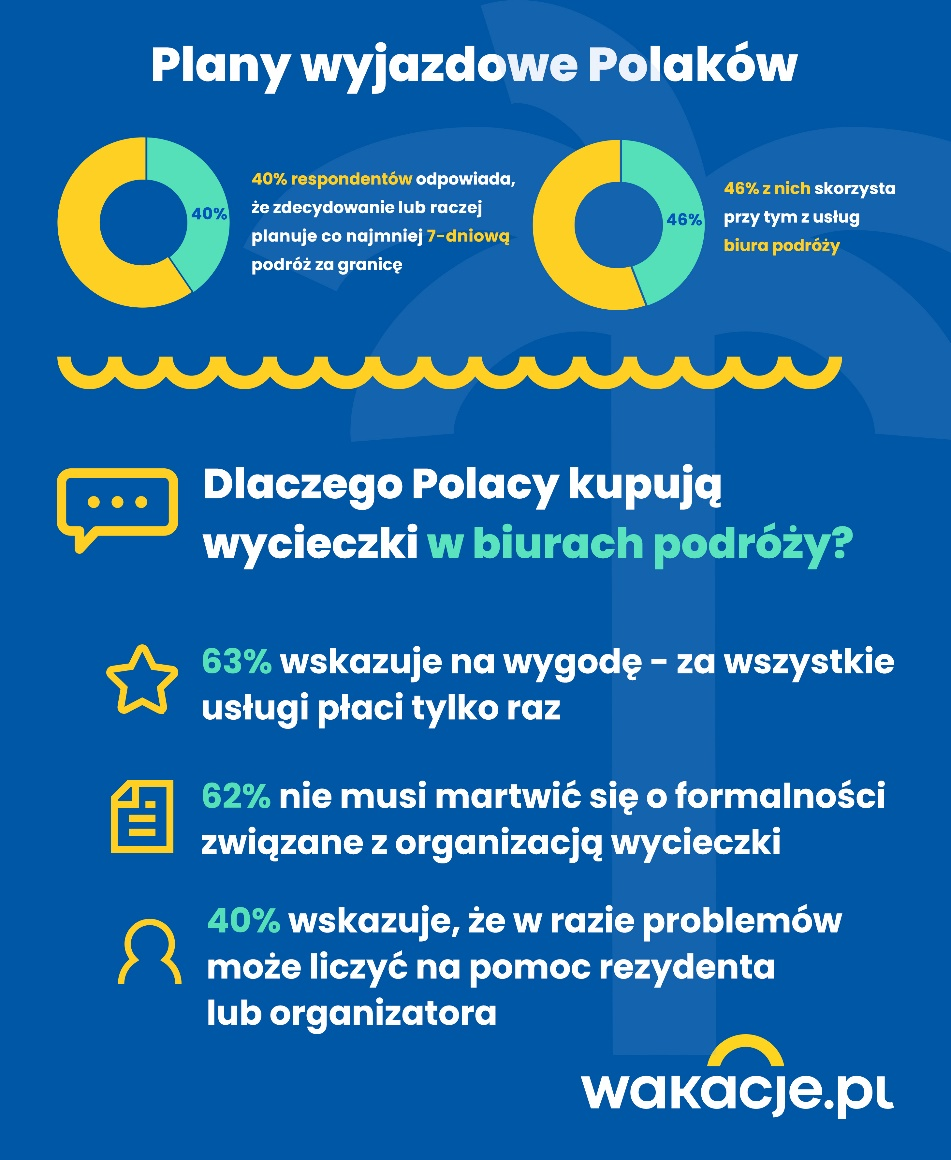 Plany wyjazdowe Polaków
40%
40% respondentów odpowiada,
że zdecydowanie lub raczej
planuje co najmniej 7-dniową
podróż za granicę
46%
46% z nich skorzysta
przy tym z usług
biura podróży
Dlaczego Polacy kupują
wycieczki w biurach podróży?
63% wskazuje na wygodę - za wszystkie
usługi płaci tylko raz
62% nie musi martwić się o formalności
związane z organizacją wycieczki
40% wskazuje, że w razie problemów
może liczyć na pomoc rezydenta
lub organizatora
wakacje.pl